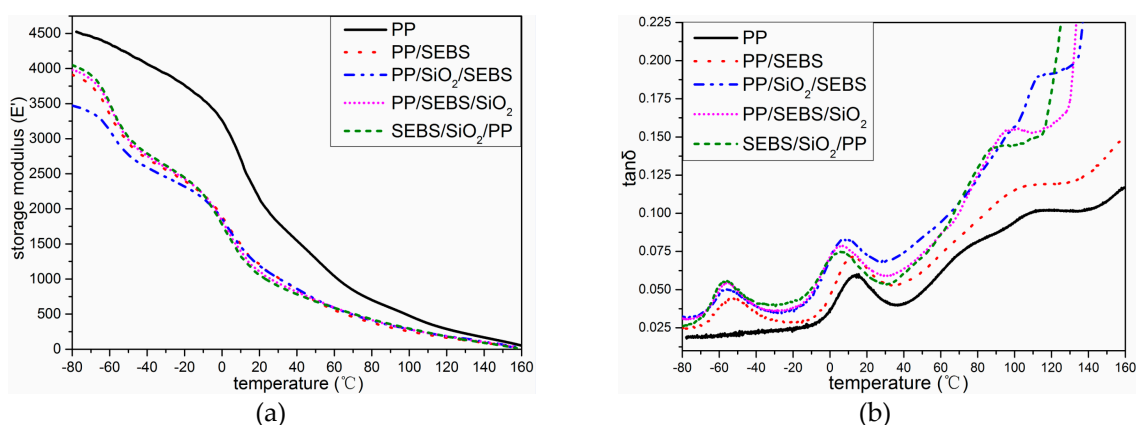 PP
PP/SEBS
PP/SiO₂/SEBS
PP/SEBS/SiO₂
SEBS/SiO₂/PP
storage modulus (E')
4500
4000
3500
3000
2500
2000
1500
1000
500
0
-80 -60 -40 -20 0 20 40 60 80 100 120 140 160
temperature (℃)
(a)
PP
PP/SEBS
PP/SiO₂/SEBS
PP/SEBS/SiO₂
SEBS/SiO₂/PP
tanδ
0.225
0.200
0.175
0.150
0.125
0.100
0.075
0.050
0.025
-80 -60 -40 -20 0 20 40 60 80 100 120 140 160
temperature (℃)
(b)